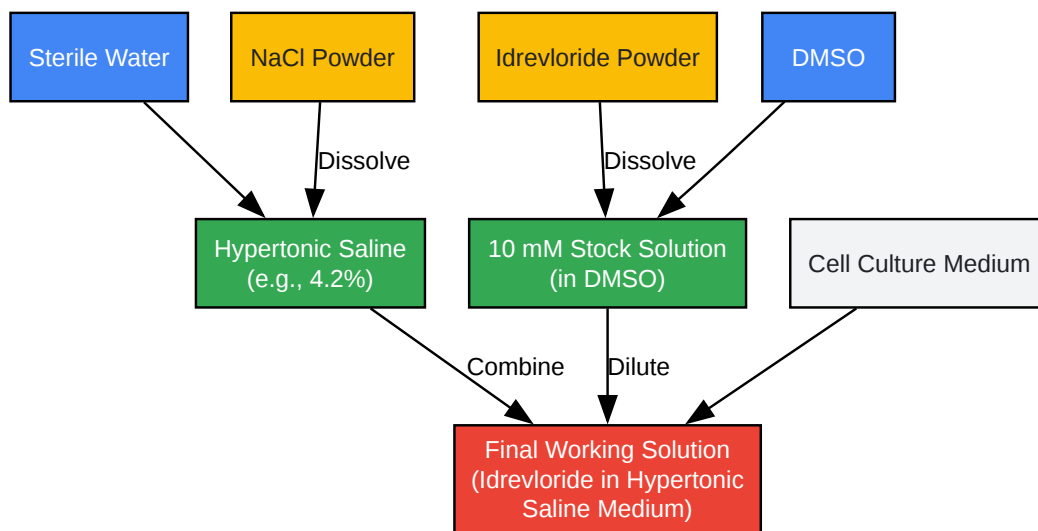 Sterile Water
NaCl Powder
Idrevloride Powder
DMSO
Dissolve
Dissolve
Hypertonic Saline
(e.g., 4.2%)
10 mM Stock Solution
(in DMSO)
Cell Culture Medium
Combine
Dilute
Final Working Solution
(Idrevloride in Hypertonic
Saline Medium)